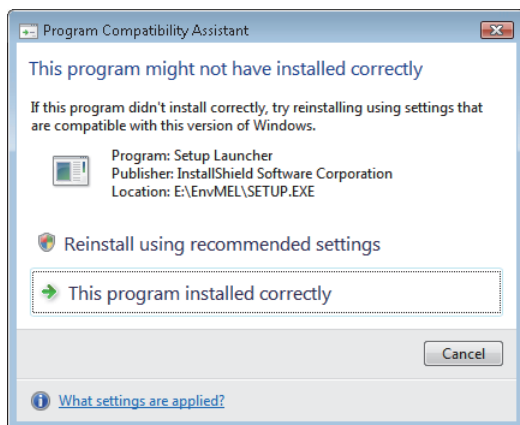 Program Compatibility Assistant
This program might not have installed correctly
If this program didn't install correctly, try reinstalling using settings that
are compatible with this version of Windows.
Program: Setup Launcher
Publisher: InstallShield Software Corporation
Location: E:\EnvMEL\SETUP.EXE
Reinstall using recommended settings
This program installed correctly
Cancel
What settings are applied?